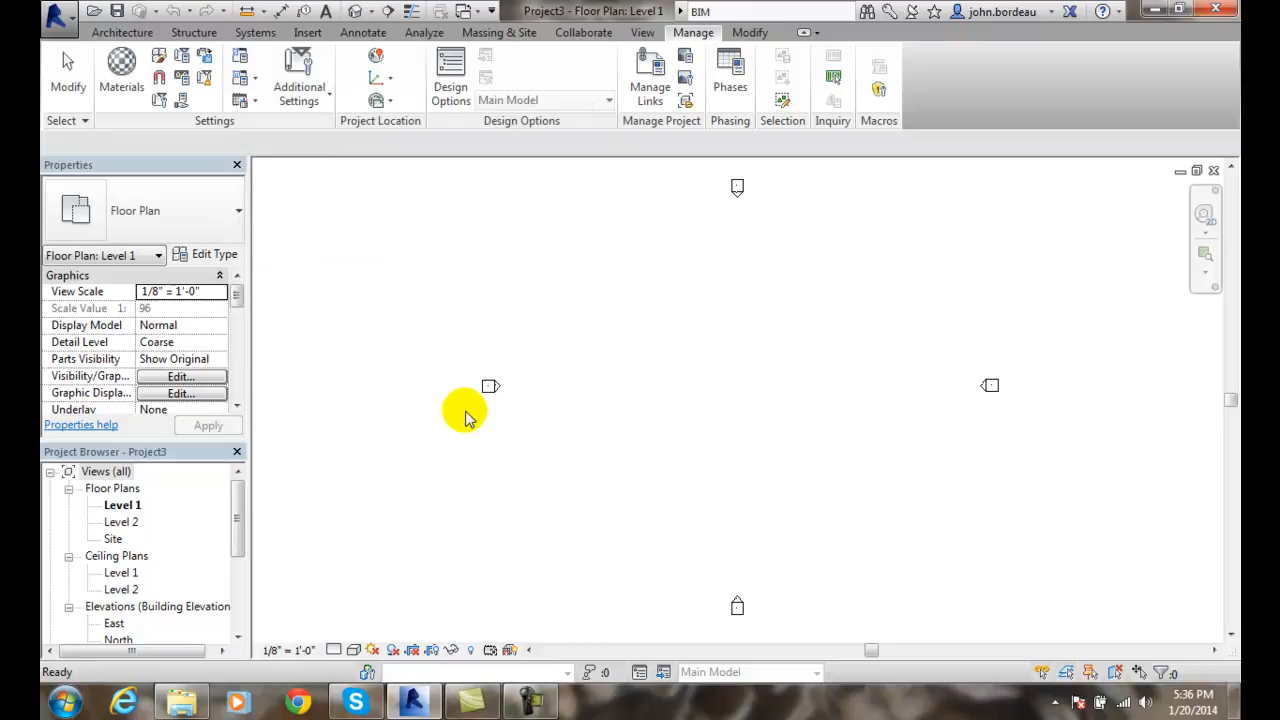 Project3 - Floor Plan: Level 1
BIM
john.bordeau
Architecture Structure Systems Insert Annotate Analyze Massing & Site Collaborate View Manage Modify
Modify
Materials
Additional Settings
Design Options
Main Model
Manage Links
Phases
Select
Settings
Project Location
Design Options
Manage Project
Phasing
Selection
Inquiry
Macros
Properties
Floor Plan
Floor Plan: Level 1
Edit Type
Graphics
View Scale 1/8" = 1'-0"
Scale Value 1: 96
Display Model Normal
Detail Level Coarse
Parts Visibility Show Original
Visibility/Grap... Edit...
Graphic Displa... Edit...
Underlay None
Properties help
Apply
Project Browser - Project3
Views (all)
Floor Plans
Level 1
Level 2
Site
Ceiling Plans
Level 1
Level 2
Elevations (Building Elevation
East
North
2D
1/8" = 1'-0"
Ready
:0
Main Model
:0
5:36 PM
1/20/2014